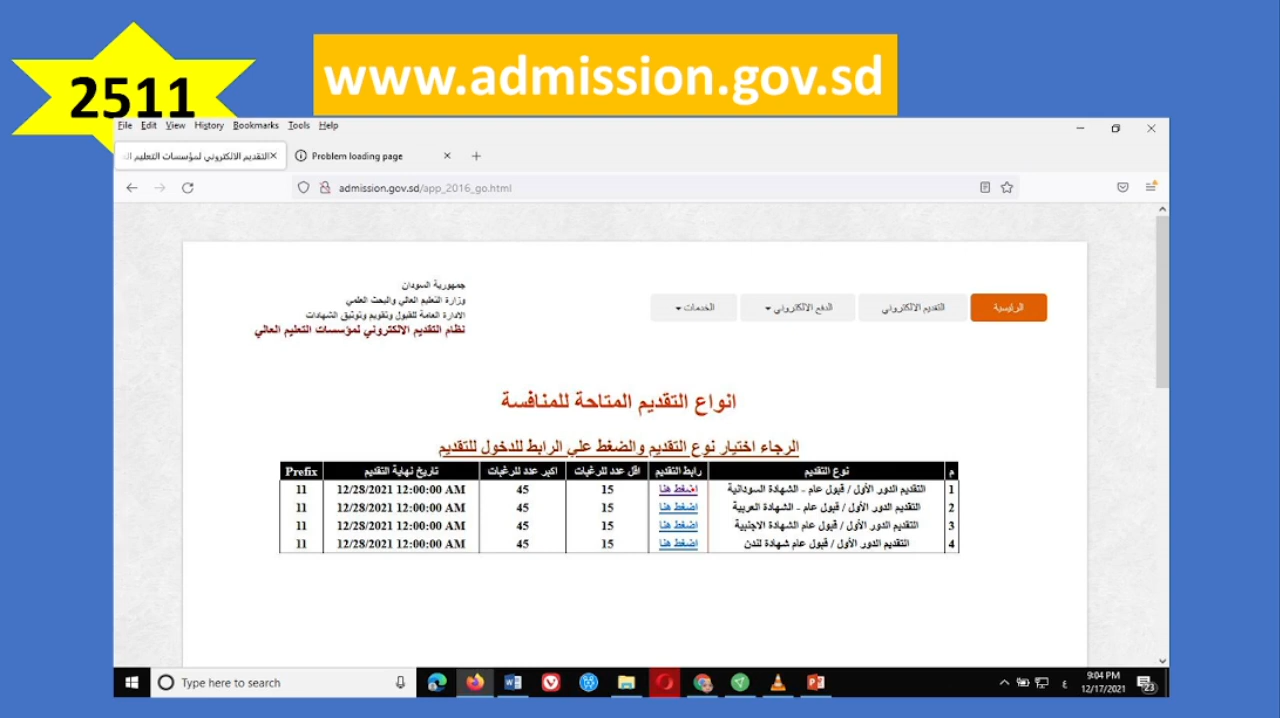 2511
www.admission.gov.sd
File Edit View History Bookmarks Tools Help
التقديم الالكتروني لمؤسسات التعليم ال
Problem loading page
admission.gov.sd/app_2016_go.html
جمهورية السودان
وزارة التعليم العالي والبحث العلمي
الادارة العامة للقبول وتقويم وتوثيق الشهادات
نظام التقديم الالكتروني لمؤسسات التعليم العالي
الرئيسية التقديم الالكتروني الدفع الالكتروني الخدمات
انواع التقديم المتاحة للمنافسة
الرجاء اختيار نوع التقديم والضغط علي الرابط للدخول للتقديم
م نوع التقديم رابط التقديم اقل عدد للرغبات اكبر عدد للرغبات تاريخ نهاية التقديم Prefix
1 التقديم الدور الأول / قبول عام - الشهادة السودانية اضغط هنا 15 45 12/28/2021 12:00:00 AM 11
2 التقديم الدور الأول / قبول عام - الشهادة العربية اضغط هنا 15 45 12/28/2021 12:00:00 AM 11
3 التقديم الدور الأول / قبول عام الشهادة الاجنبية اضغط هنا 15 45 12/28/2021 12:00:00 AM 11
4 التقديم الدور الأول / قبول عام شهادة لندن اضغط هنا 15 45 12/28/2021 12:00:00 AM 11
Type here to search
ع
9:04 PM
12/17/2021
23